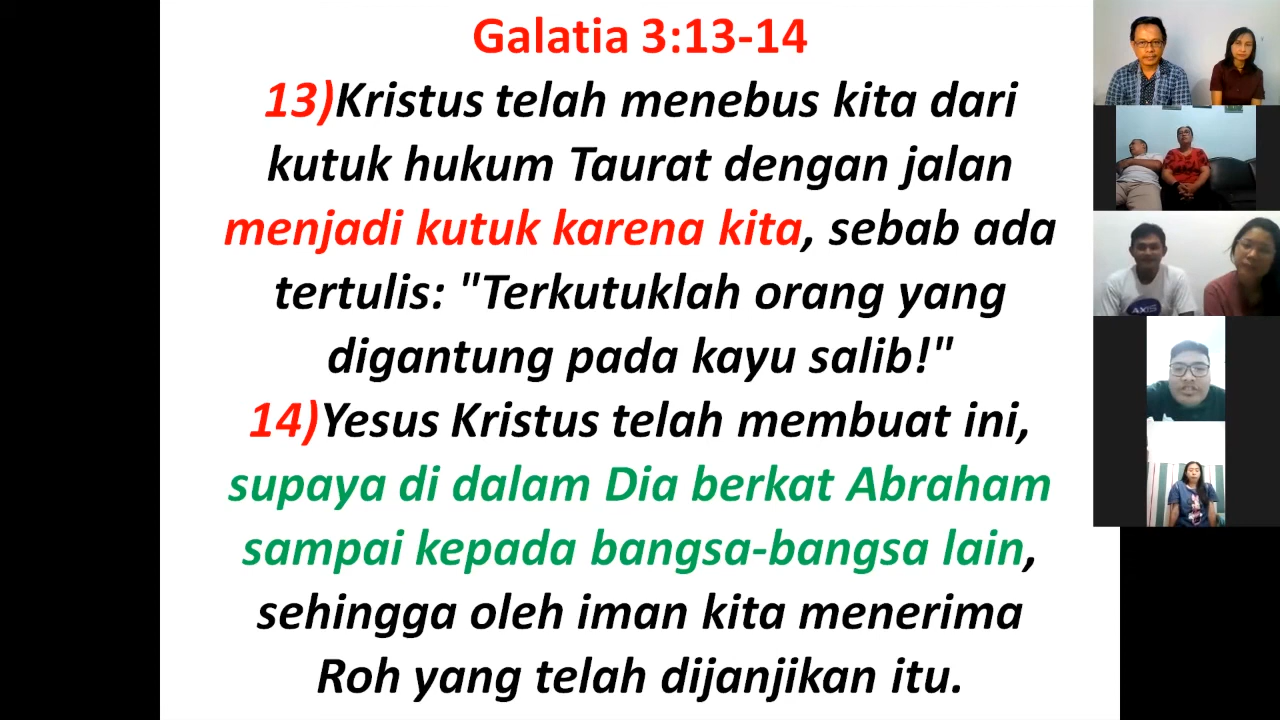 Galatia 3:13-14
13)Kristus telah menebus kita dari
kutuk hukum Taurat dengan jalan
menjadi kutuk karena kita, sebab ada
tertulis: "Terkutuklah orang yang
digantung pada kayu salib!"
14)Yesus Kristus telah membuat ini,
supaya di dalam Dia berkat Abraham
sampai kepada bangsa-bangsa lain,
sehingga oleh iman kita menerima
Roh yang telah dijanjikan itu.
AXIS